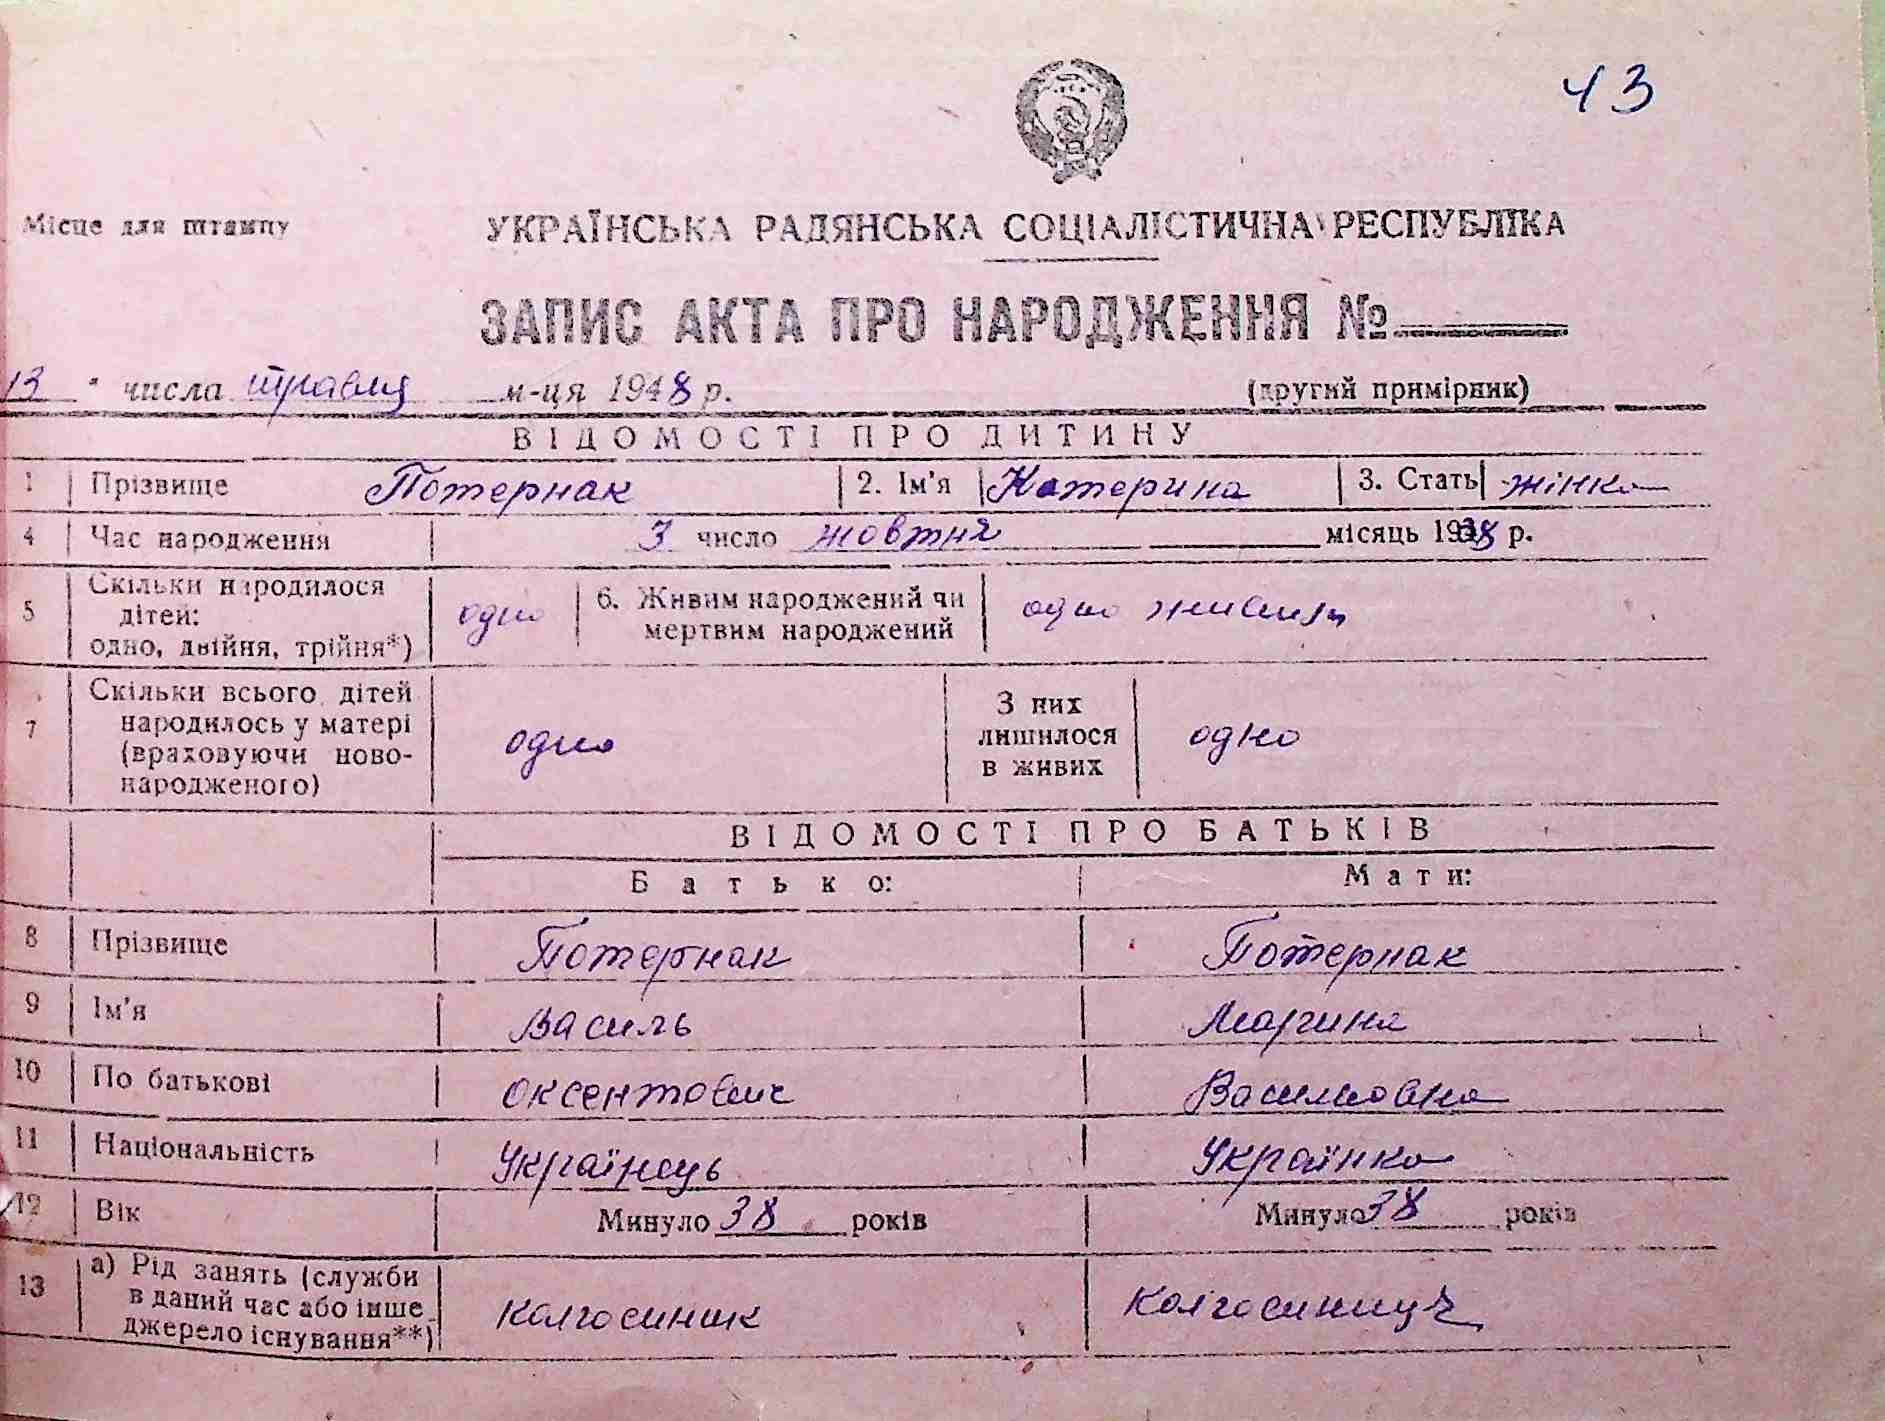 43
Місце для штампу
УКРАЇНСЬКА РАДЯНСЬКА СОЦІАЛІСТИЧНА РЕСПУБЛІКА
ЗАПИС АКТА ПРО НАРОДЖЕННЯ №
13 " числа травня м-ця 1948 р. (другий примірник)
ВІДОМОСТІ ПРО ДИТИНУ
1 Прізвище Потернак 2. Ім'я Катерина 3. Стать жінка
4 Час народження 3 число жовтня місяць 1938 р.
5 Скільки народилося дітей: одно, двійня, трійня*) одно 6. Живим народжений чи мертвим народжений одно живим
7 Скільки всього дітей народилось у матері (враховуючи ново-народженого) одно З них лишилося в живих одно
ВІДОМОСТІ ПРО БАТЬКІВ
Батько: Мати:
8 Прізвище Потернак Потернак
9 Ім'я Василь Марина
10 По батькові Оксентович Василовна
11 Національність Українець Українка
12 Вік Минуло 38 років Минуло 38 років
13 а) Рід занять (служби в даний час або інше джерело існування**) Колгоспник Колгоспниця